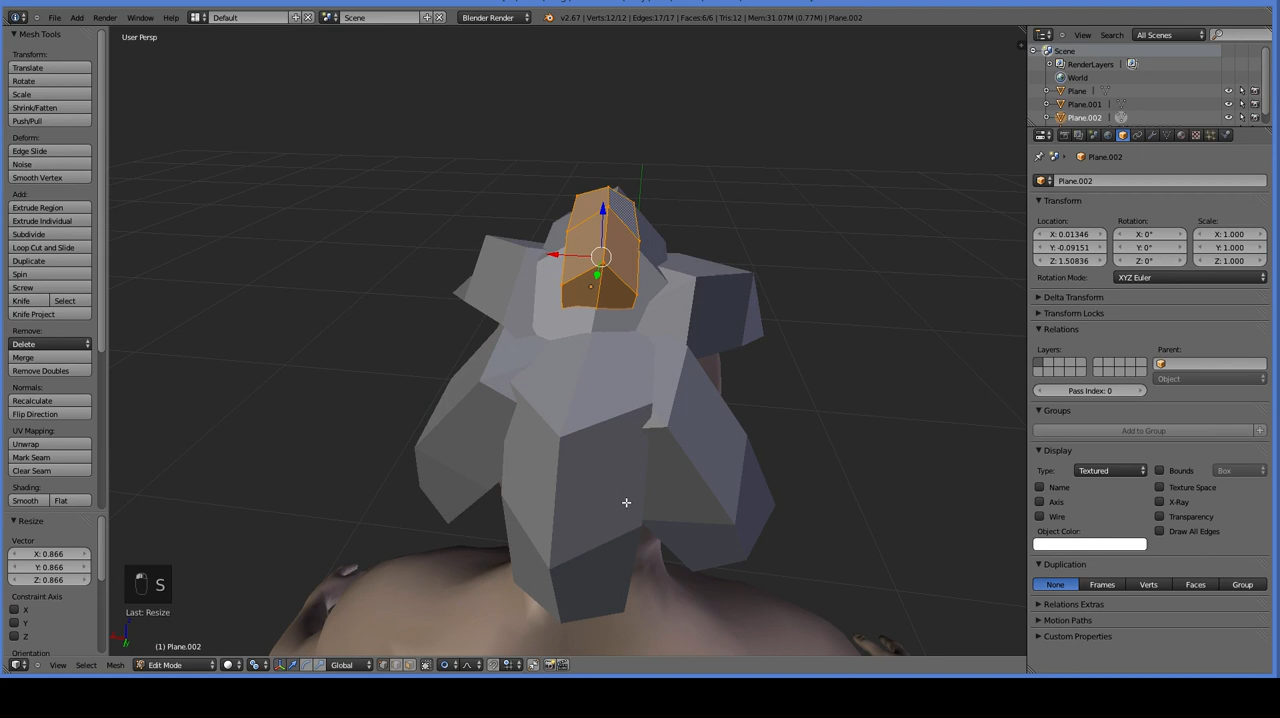 File Add Render Window Help Default Scene Blender Render v2.67 | Verts:12/12 | Edges:17/17 | Faces:6/6 | Tris:12 | Mem:31.07M (0.77M) | Plane.002
Mesh Tools
Transform:
Translate
Rotate
Scale
Shrink/Fatten
Push/Pull
Deform:
Edge Slide
Noise
Smooth Vertex
Add:
Extrude Region
Extrude Individual
Subdivide
Loop Cut and Slide
Duplicate
Spin
Screw
Knife Select
Knife Project
Remove:
Delete
Merge
Remove Doubles
Normals:
Recalculate
Flip Direction
UV Mapping:
Unwrap
Mark Seam
Clear Seam
Shading:
Smooth Flat
Resize
Vector
X: 0.866
Y: 0.866
Z: 0.866
Constraint Axis
X
Y
Z
Orientation
User Persp
S
Last: Resize
(1) Plane.002
View Select Mesh Edit Mode Global
View Search All Scenes
Scene
RenderLayers
World
Plane
Plane.001
Plane.002
Plane.002
Plane.002
Transform
Location: Rotation: Scale:
X: 0.01346 X: 0° X: 1.000
Y: -0.09151 Y: 0° Y: 1.000
Z: 1.50836 Z: 0° Z: 1.000
Rotation Mode: XYZ Euler
Delta Transform
Transform Locks
Relations
Layers: Parent:
Object
Pass Index: 0
Groups
Add to Group
Display
Type: Textured Bounds Box
Name Texture Space
Axis X-Ray
Wire Transparency
Object Color: Draw All Edges
Duplication
None Frames Verts Faces Group
Relations Extras
Motion Paths
Custom Properties